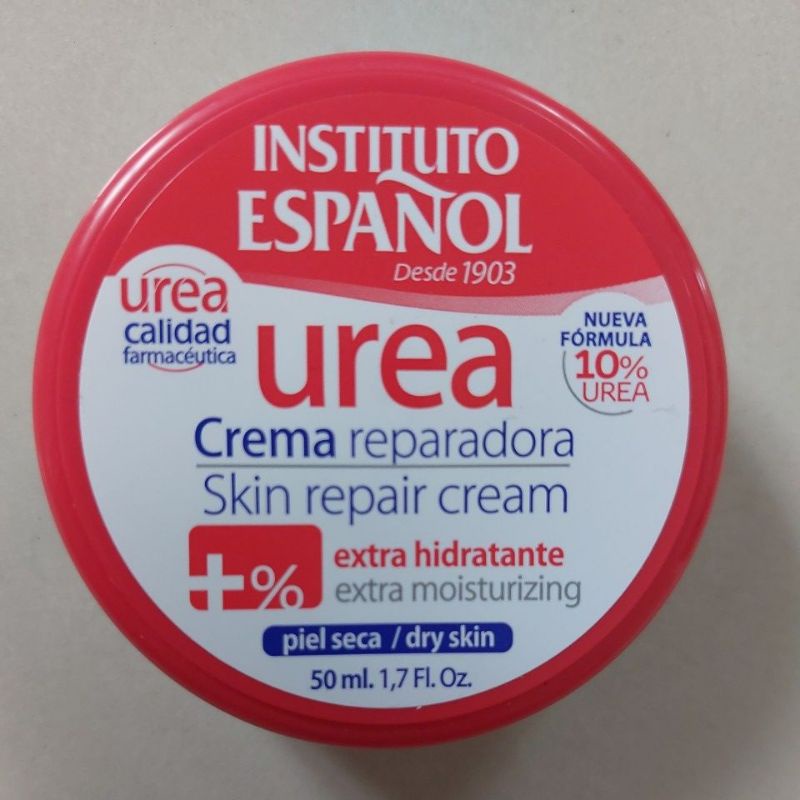 INSTITUTO
ESPAÑOL
Desde 1903
urea
calidad
farmacéutica
urea
NUEVA
FÓRMULA
10%
UREA
Crema reparadora
Skin repair cream
+%
extra hidratante
extra moisturizing
piel seca / dry skin
50 ml. 1,7 Fl. Oz.